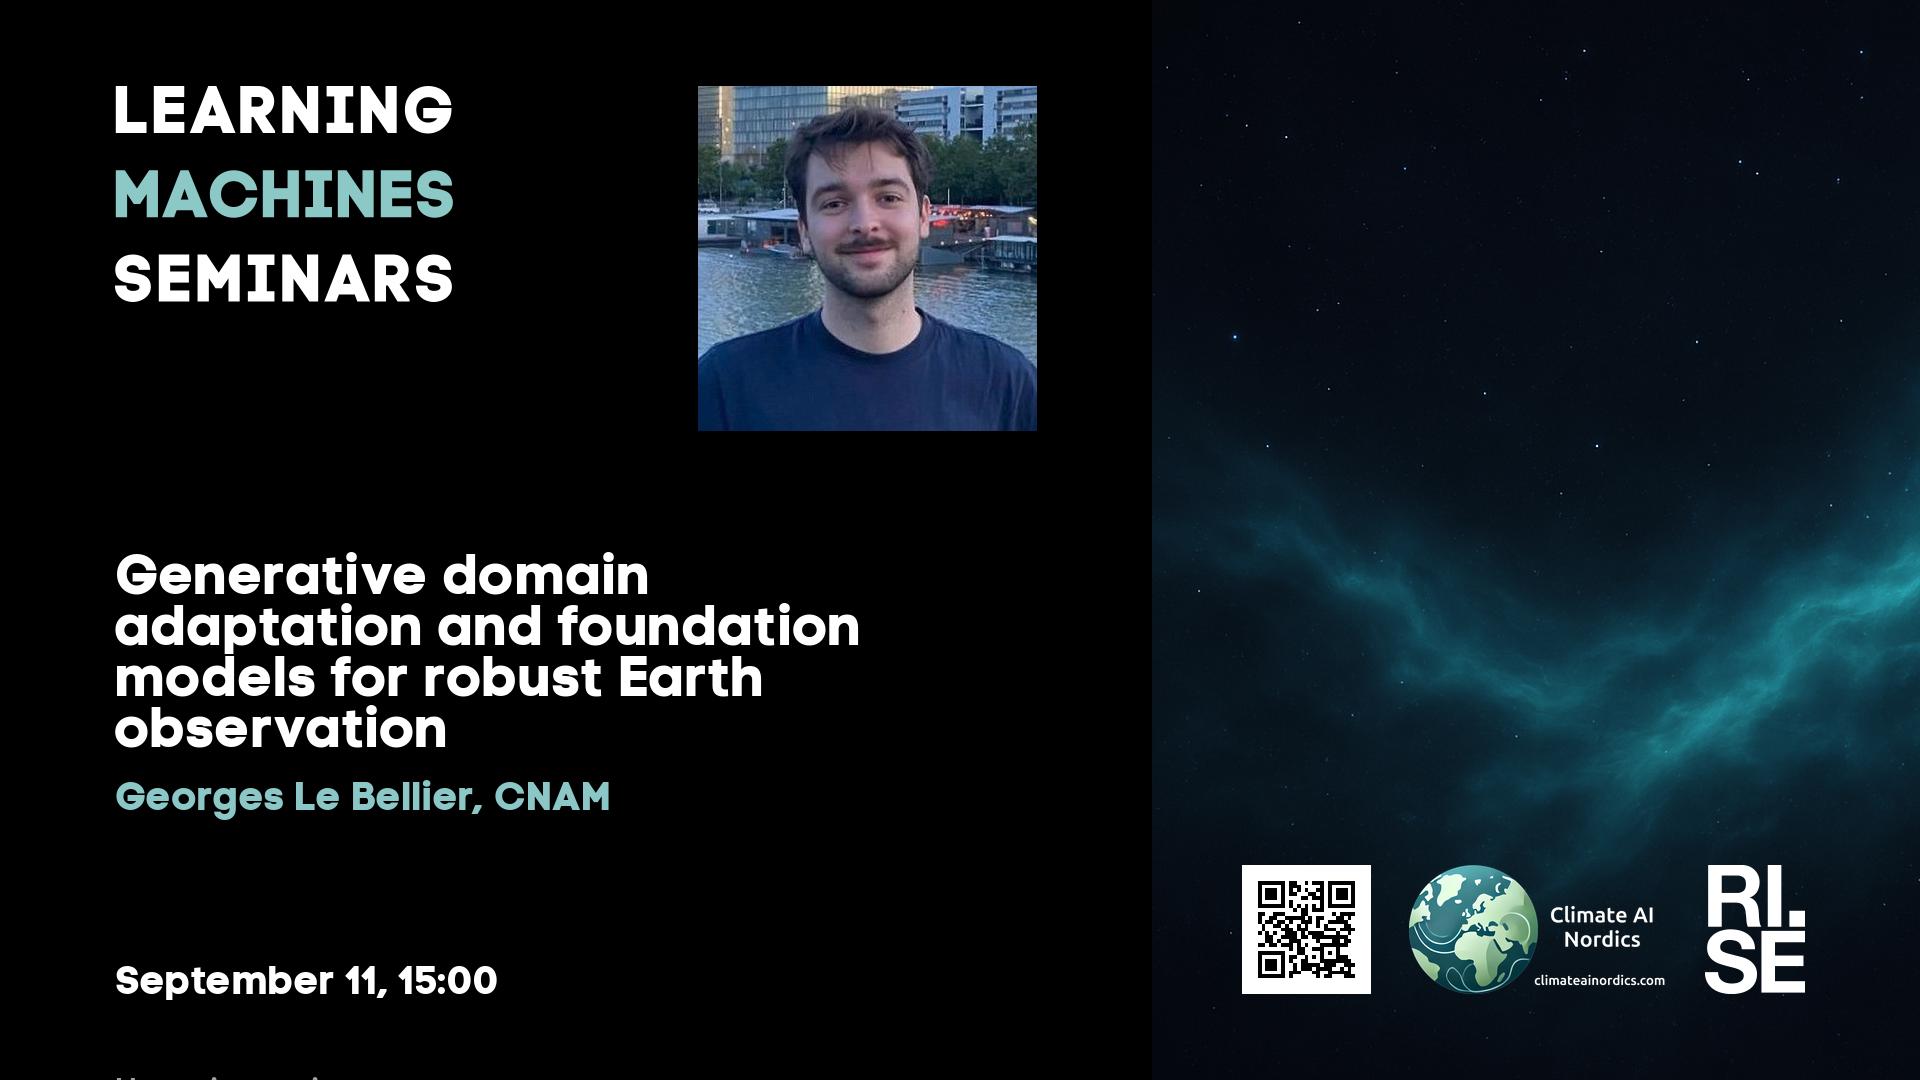 LEARNING
MACHINES
SEMINARS
Generative domain
adaptation and foundation
models for robust Earth
observation
Georges Le Bellier, CNAM
September 11, 15:00
Climate AI
Nordics
climateainordics.com
RI.
SE